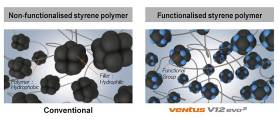 Non-functionalised styrene polymer
Functionalised styrene polymer
Filler
Hydrophilic
Polymer :
Hydrophobic
Functional
Group
Conventional
ventus V12 evo²